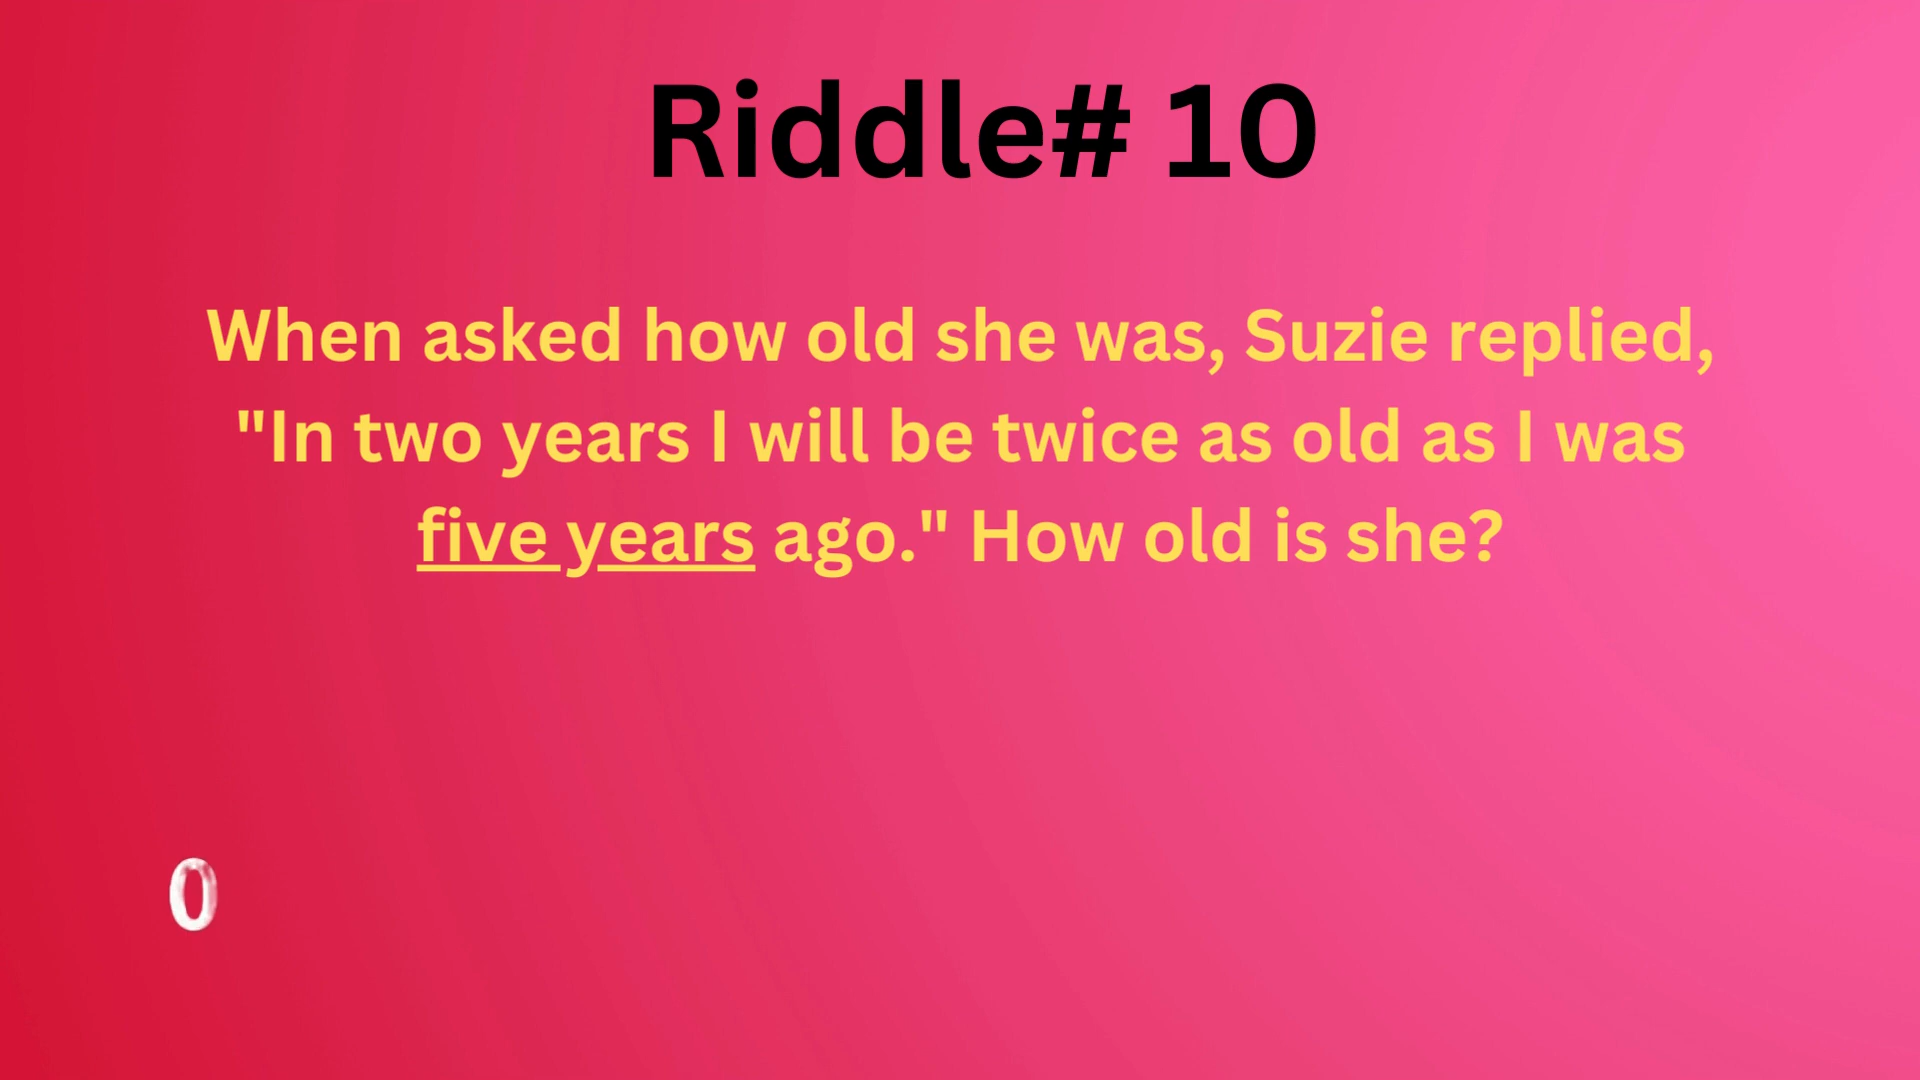 Riddle# 10
When asked how old she was, Suzie replied,
"In two years I will be twice as old as I was
five years ago." How old is she?
0